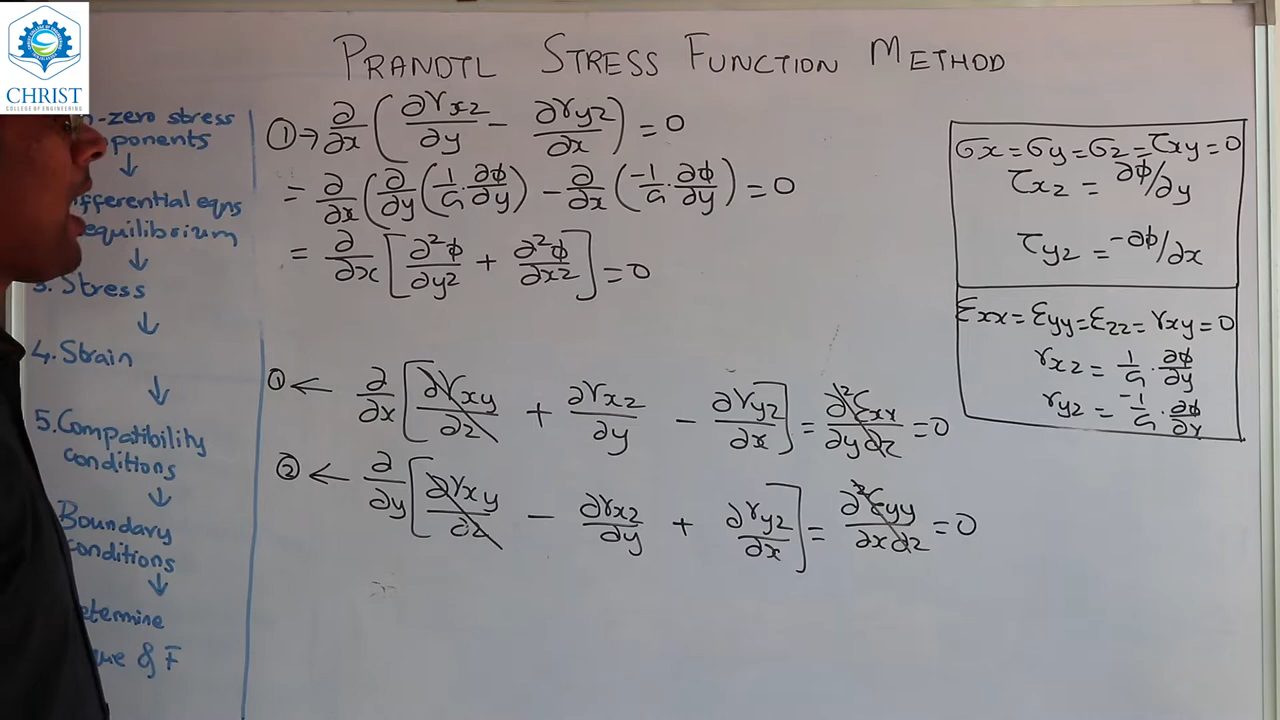 CHRIST
COLLEGE OF ENGINEERING
PRANDTL STRESS FUNCTION METHOD
-zero stress
ponents
↓
fferential eqns
equilibrium
↓
3. Stress
↓
4. Strain
↓
5. Compatibility
conditions
↓
Boundary
conditions
↓
etermine
ue & F
① → ∂/∂x (∂γxz/∂y - ∂γyz/∂x) = 0
= ∂/∂x (∂/∂y (1/G · ∂φ/∂y) - ∂/∂x (-1/G · ∂φ/∂y) = 0
= ∂/∂x [∂²φ/∂y² + ∂²φ/∂x2] = 0
① ← ∂/∂x [∂γxy/∂z + ∂γxz/∂y - ∂γyz/∂x] = ∂²εxx/∂y∂z = 0
② ← ∂/∂y [∂γxy/∂z - ∂γxz/∂y + ∂γyz/∂x] = ∂²εyy/∂x∂z = 0
σx = σy = σz = τxy = 0
τxz = ∂φ/∂y
τyz = -∂φ/∂x
εxx = εyy = εzz = γxy = 0
γxz = 1/G · ∂φ/∂y
γyz = -1/G · ∂φ/∂x